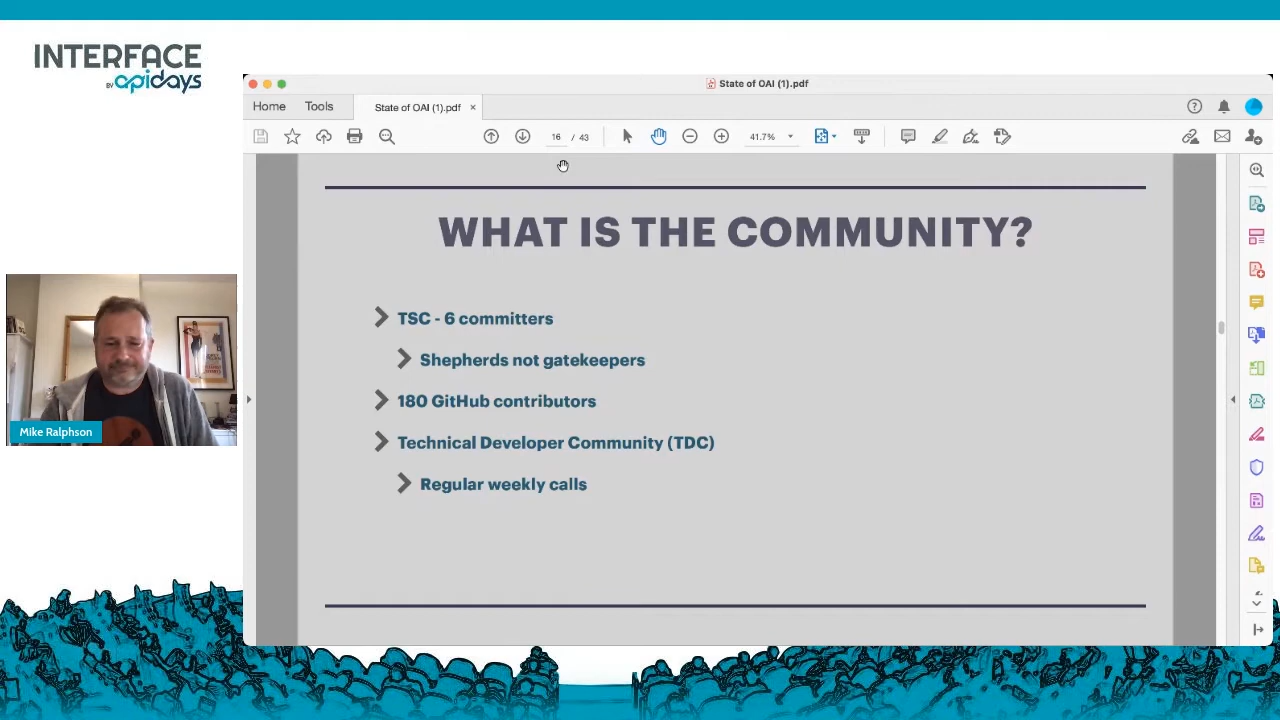 INTERFACE
BY apidays
State of OAI (1).pdf
Home Tools State of OAI (1).pdf ×
16 / 43 41.7%
WHAT IS THE COMMUNITY?
TSC - 6 committers
Shepherds not gatekeepers
180 GitHub contributors
Technical Developer Community (TDC)
Regular weekly calls
Mike Ralphson